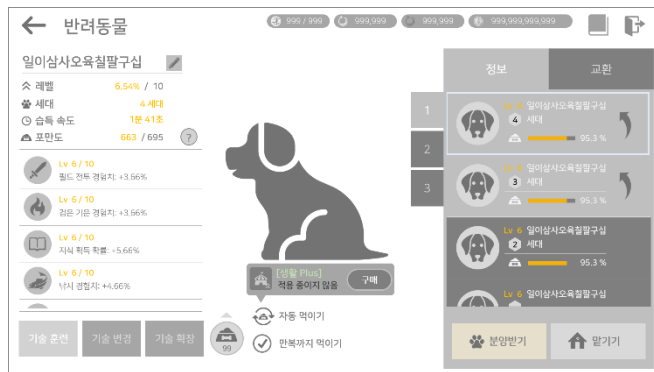 반려동물
999 / 999
999,999
999,999
999,999,999,999
일이삼사오육칠팔구십
레벨 6.54% / 10
세대 4 세대
습득 속도 1분 41초
포만도 663 / 695 ?
Lv 6 / 10
필드 전투 경험치: +3.66%
Lv 6 / 10
검은 기운 경험치: +3.66%
Lv 6 / 10
지식 획득 확률: +5.66%
Lv 6 / 10
낚시 경험치: +4.66%
기술 훈련
기술 변경
기술 확장
[생활 Plus]
적용 중이지 않음
구매
99
자동 먹이기
만복까지 먹이기
정보
교환
1
2
3
Lv 6 일이삼사오육칠팔구십
4 세대
95.3 %
Lv 6 일이삼사오육칠팔구십
3 세대
95.3 %
Lv 6 일이삼사오육칠팔구십
2 세대
95.3 %
Lv 6 일이삼사오육칠팔구십
분양받기
맡기기